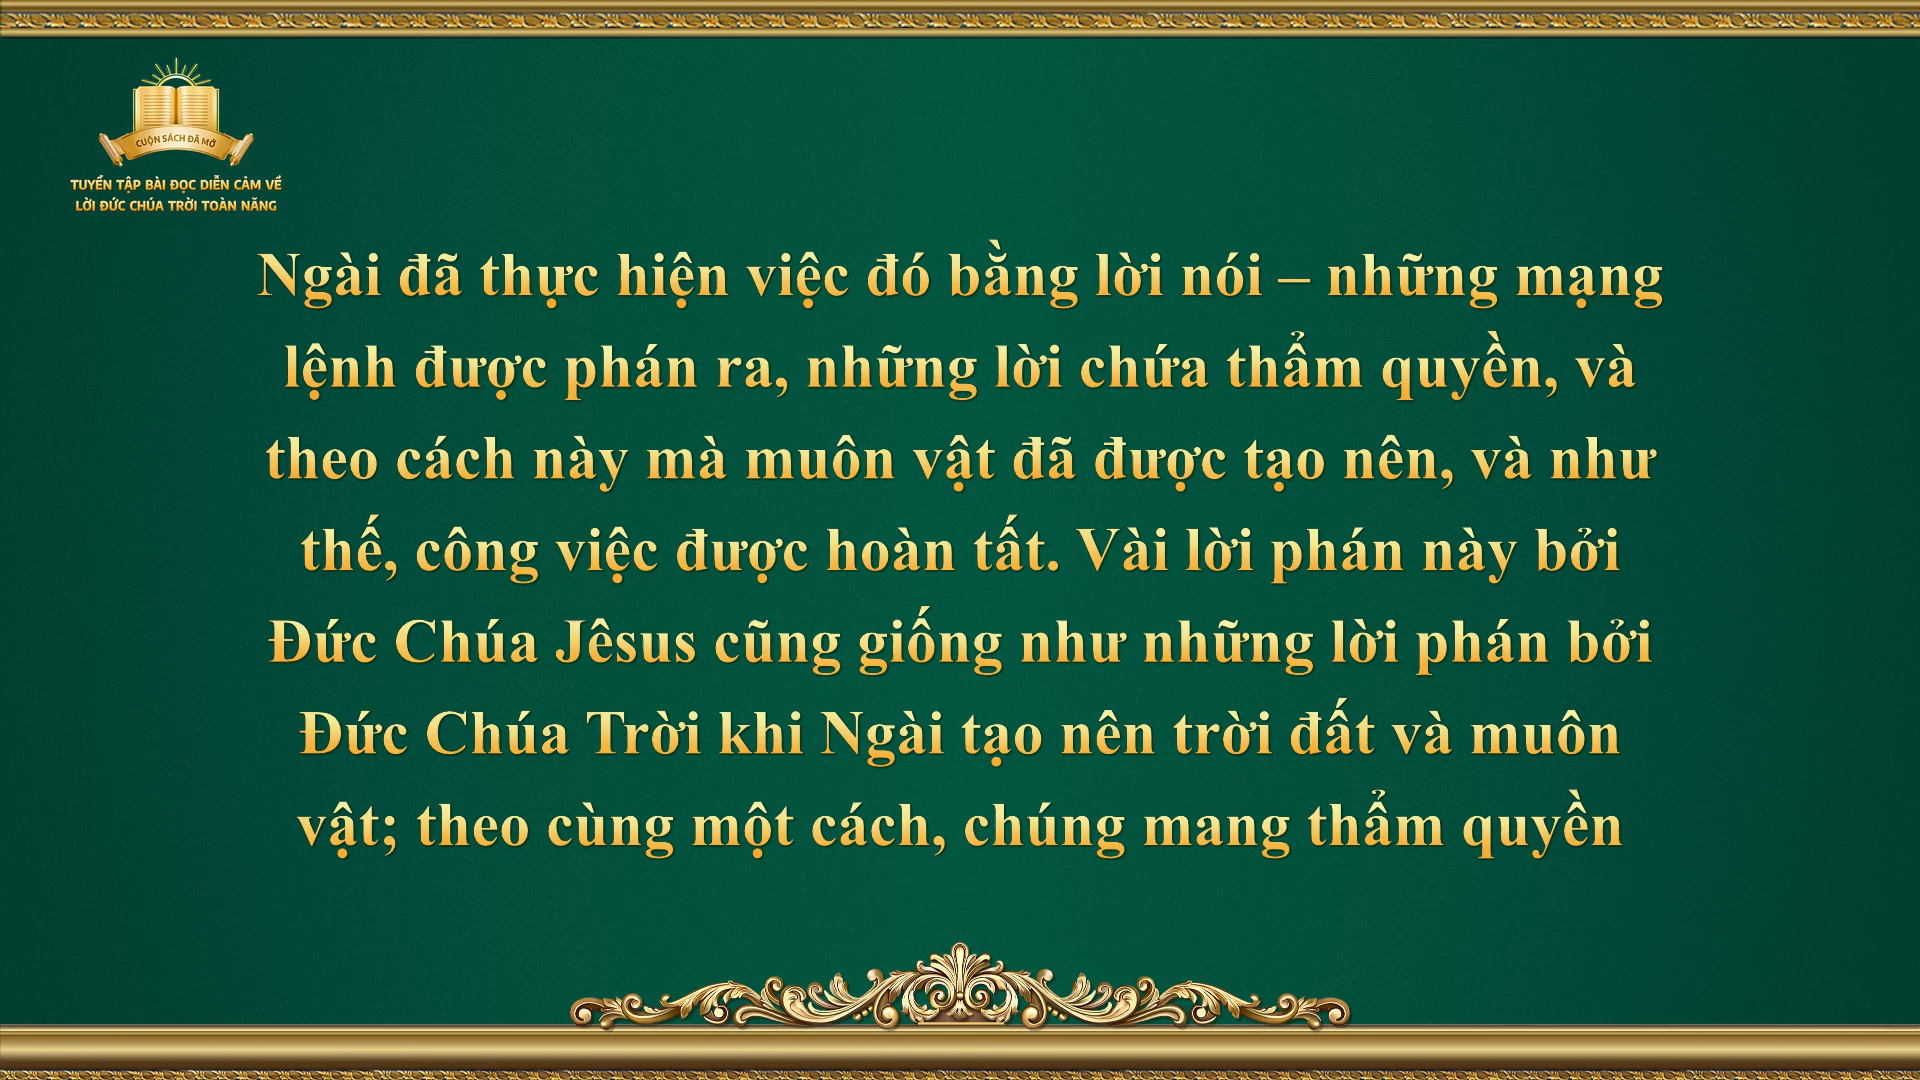 CUỘN SÁCH ĐÃ MỞ
TUYỂN TẬP BÀI ĐỌC DIỄN CẢM VỀ
LỜI ĐỨC CHÚA TRỜI TOÀN NĂNG
Ngài đã thực hiện việc đó bằng lời nói – những mạng
lệnh được phán ra, những lời chứa thẩm quyền, và
theo cách này mà muôn vật đã được tạo nên, và như
thế, công việc được hoàn tất. Vài lời phán này bởi
Đức Chúa Jêsus cũng giống như những lời phán bởi
Đức Chúa Trời khi Ngài tạo nên trời đất và muôn
vật; theo cùng một cách, chúng mang thẩm quyền